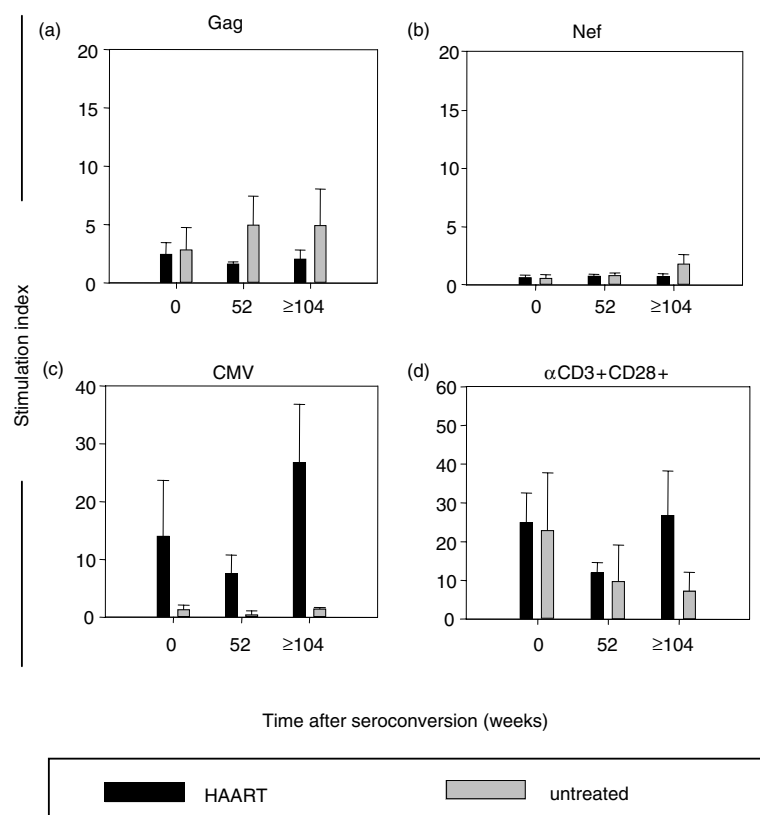 (a)
Gag
20
15
10
5
0
0 52 ≥104
(b)
Nef
20
15
10
5
0
0 52 ≥104
Stimulation index
(c)
CMV
40
30
20
10
0
0 52 ≥104
(d)
αCD3+CD28+
60
50
40
30
20
10
0
0 52 ≥104
Time after seroconversion (weeks)
HAART untreated